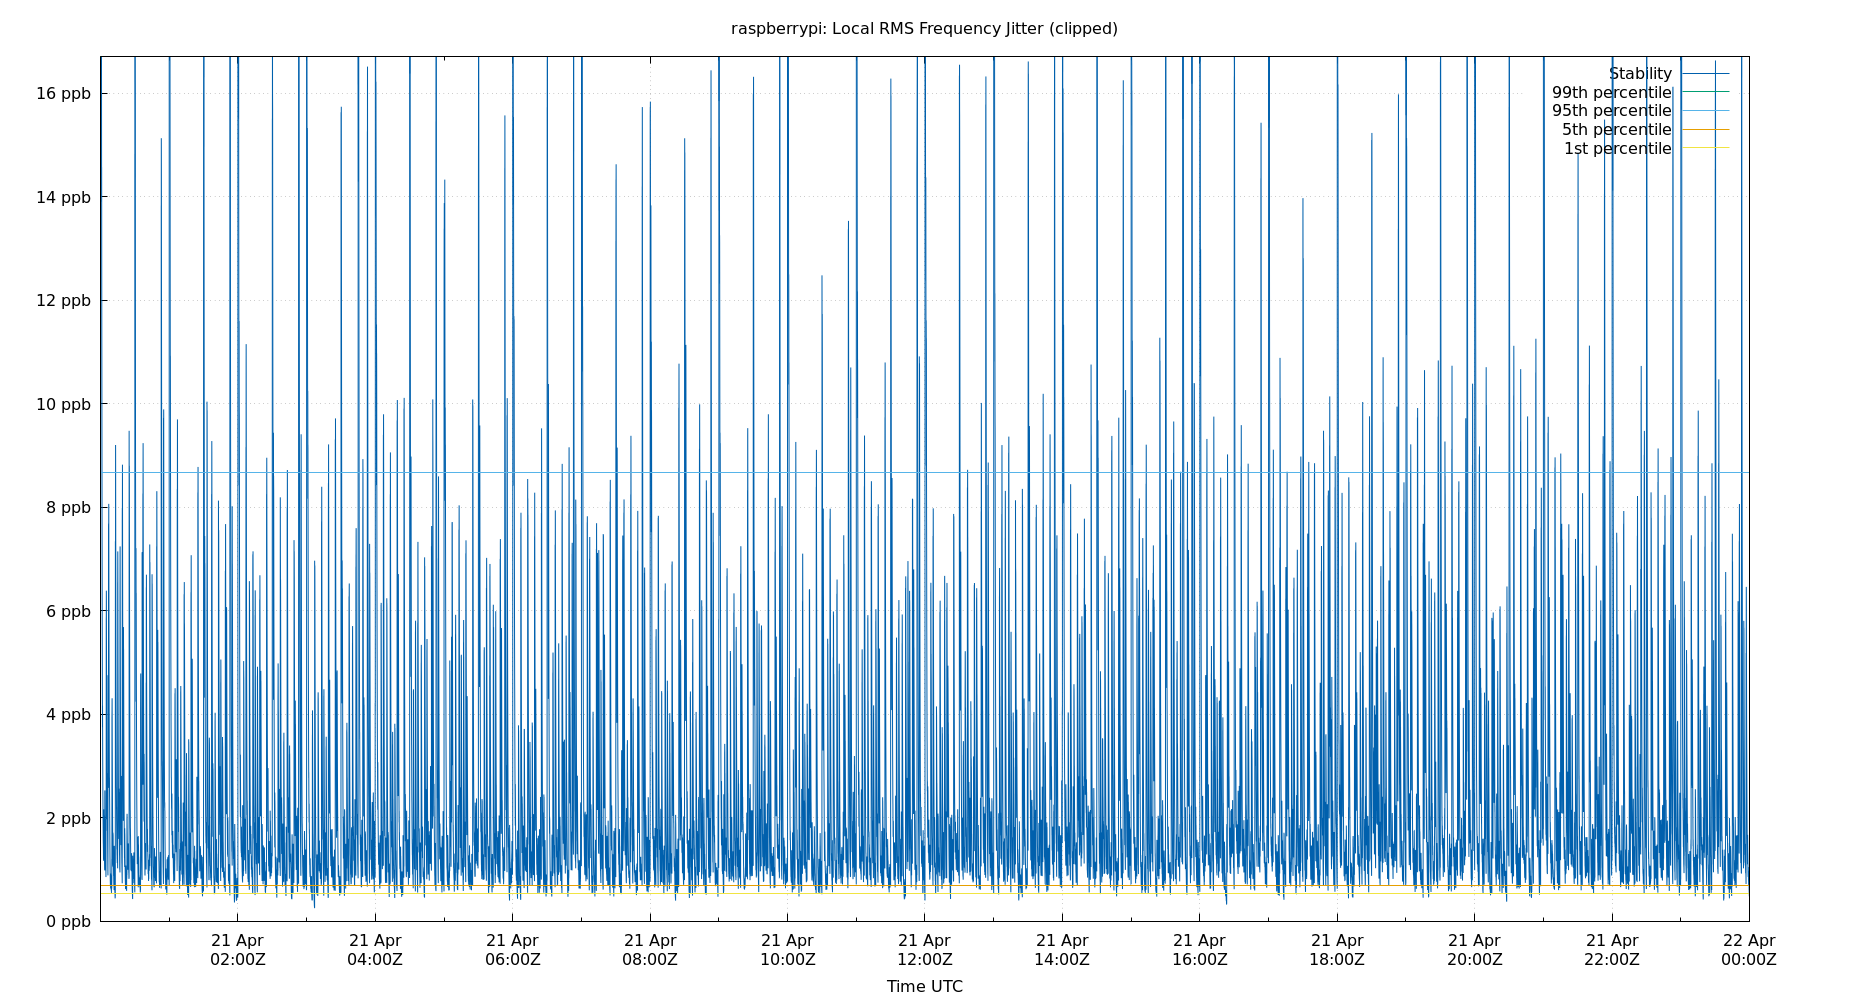 raspberrypi: Local RMS Frequency Jitter (clipped)
Stability
99th percentile
95th percentile
5th percentile
1st percentile
16 ppb
14 ppb
12 ppb
10 ppb
8 ppb
6 ppb
4 ppb
2 ppb
0 ppb
21 Apr 21 Apr 21 Apr 21 Apr 21 Apr 21 Apr 21 Apr 21 Apr 21 Apr 21 Apr 21 Apr 22 Apr
02:00Z 04:00Z 06:00Z 08:00Z 10:00Z 12:00Z 14:00Z 16:00Z 18:00Z 20:00Z 22:00Z 00:00Z
Time UTC